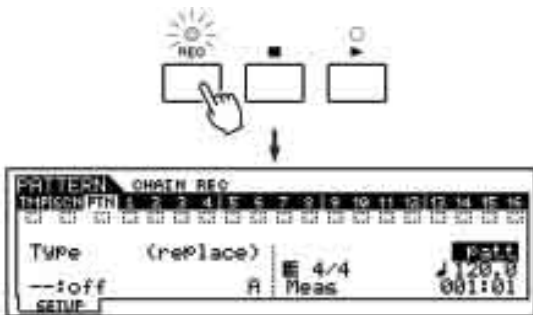 REC
PATTERN CHAIN REC
TMP SCN PTN 1 2 3 4 5 6 7 8 9 10 11 12 13 14 15 16
Type (replace) Patt
4/4 120.0
--:off A Meas 001:01
SETUP